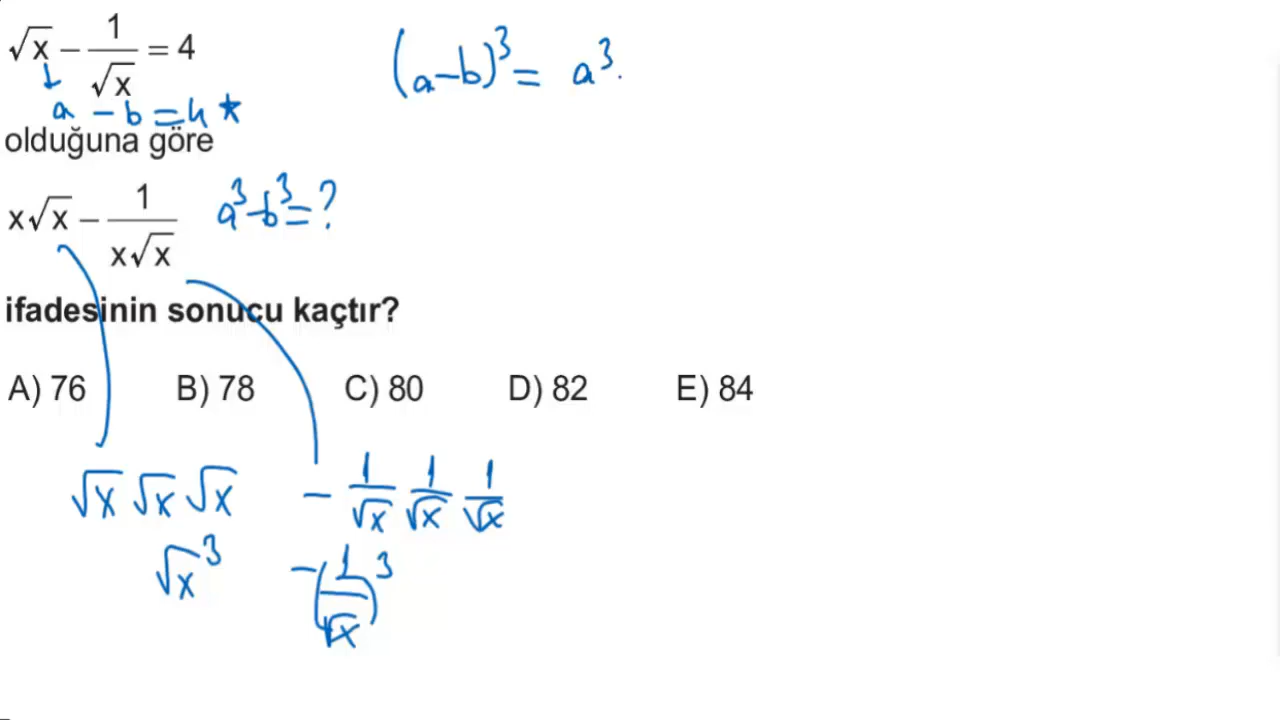 √x − 1/√x = 4
(a−b)³ = a³.
a − b = 4 *
olduğuna göre
x√x − 1/(x√x)
a³−b³=?
ifadesinin sonucu kaçtır?
A) 76 B) 78 C) 80 D) 82 E) 84
√x √x √x − 1/√x 1/√x 1/√x
√x³ −(1/√x)³